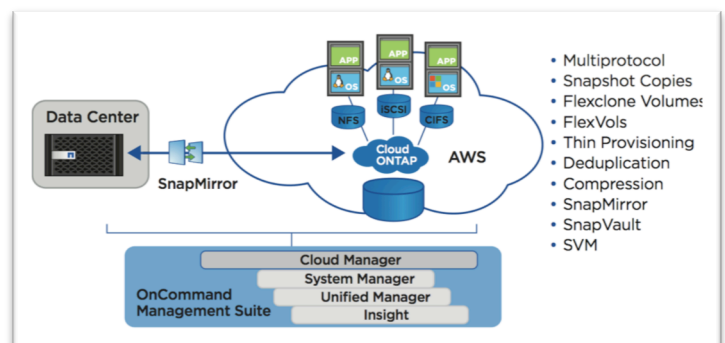 APP
OS
NFS
APP
iSCSI
APP
OS
CIFS
Cloud
ONTAP
AWS
Data Center
SnapMirror
• Multiprotocol
• Snapshot Copies
• Flexclone Volumes
• FlexVols
• Thin Provisioning
• Deduplication
• Compression
• SnapMirror
• SnapVault
• SVM
OnCommand
Management Suite
Cloud Manager
System Manager
Unified Manager
Insight